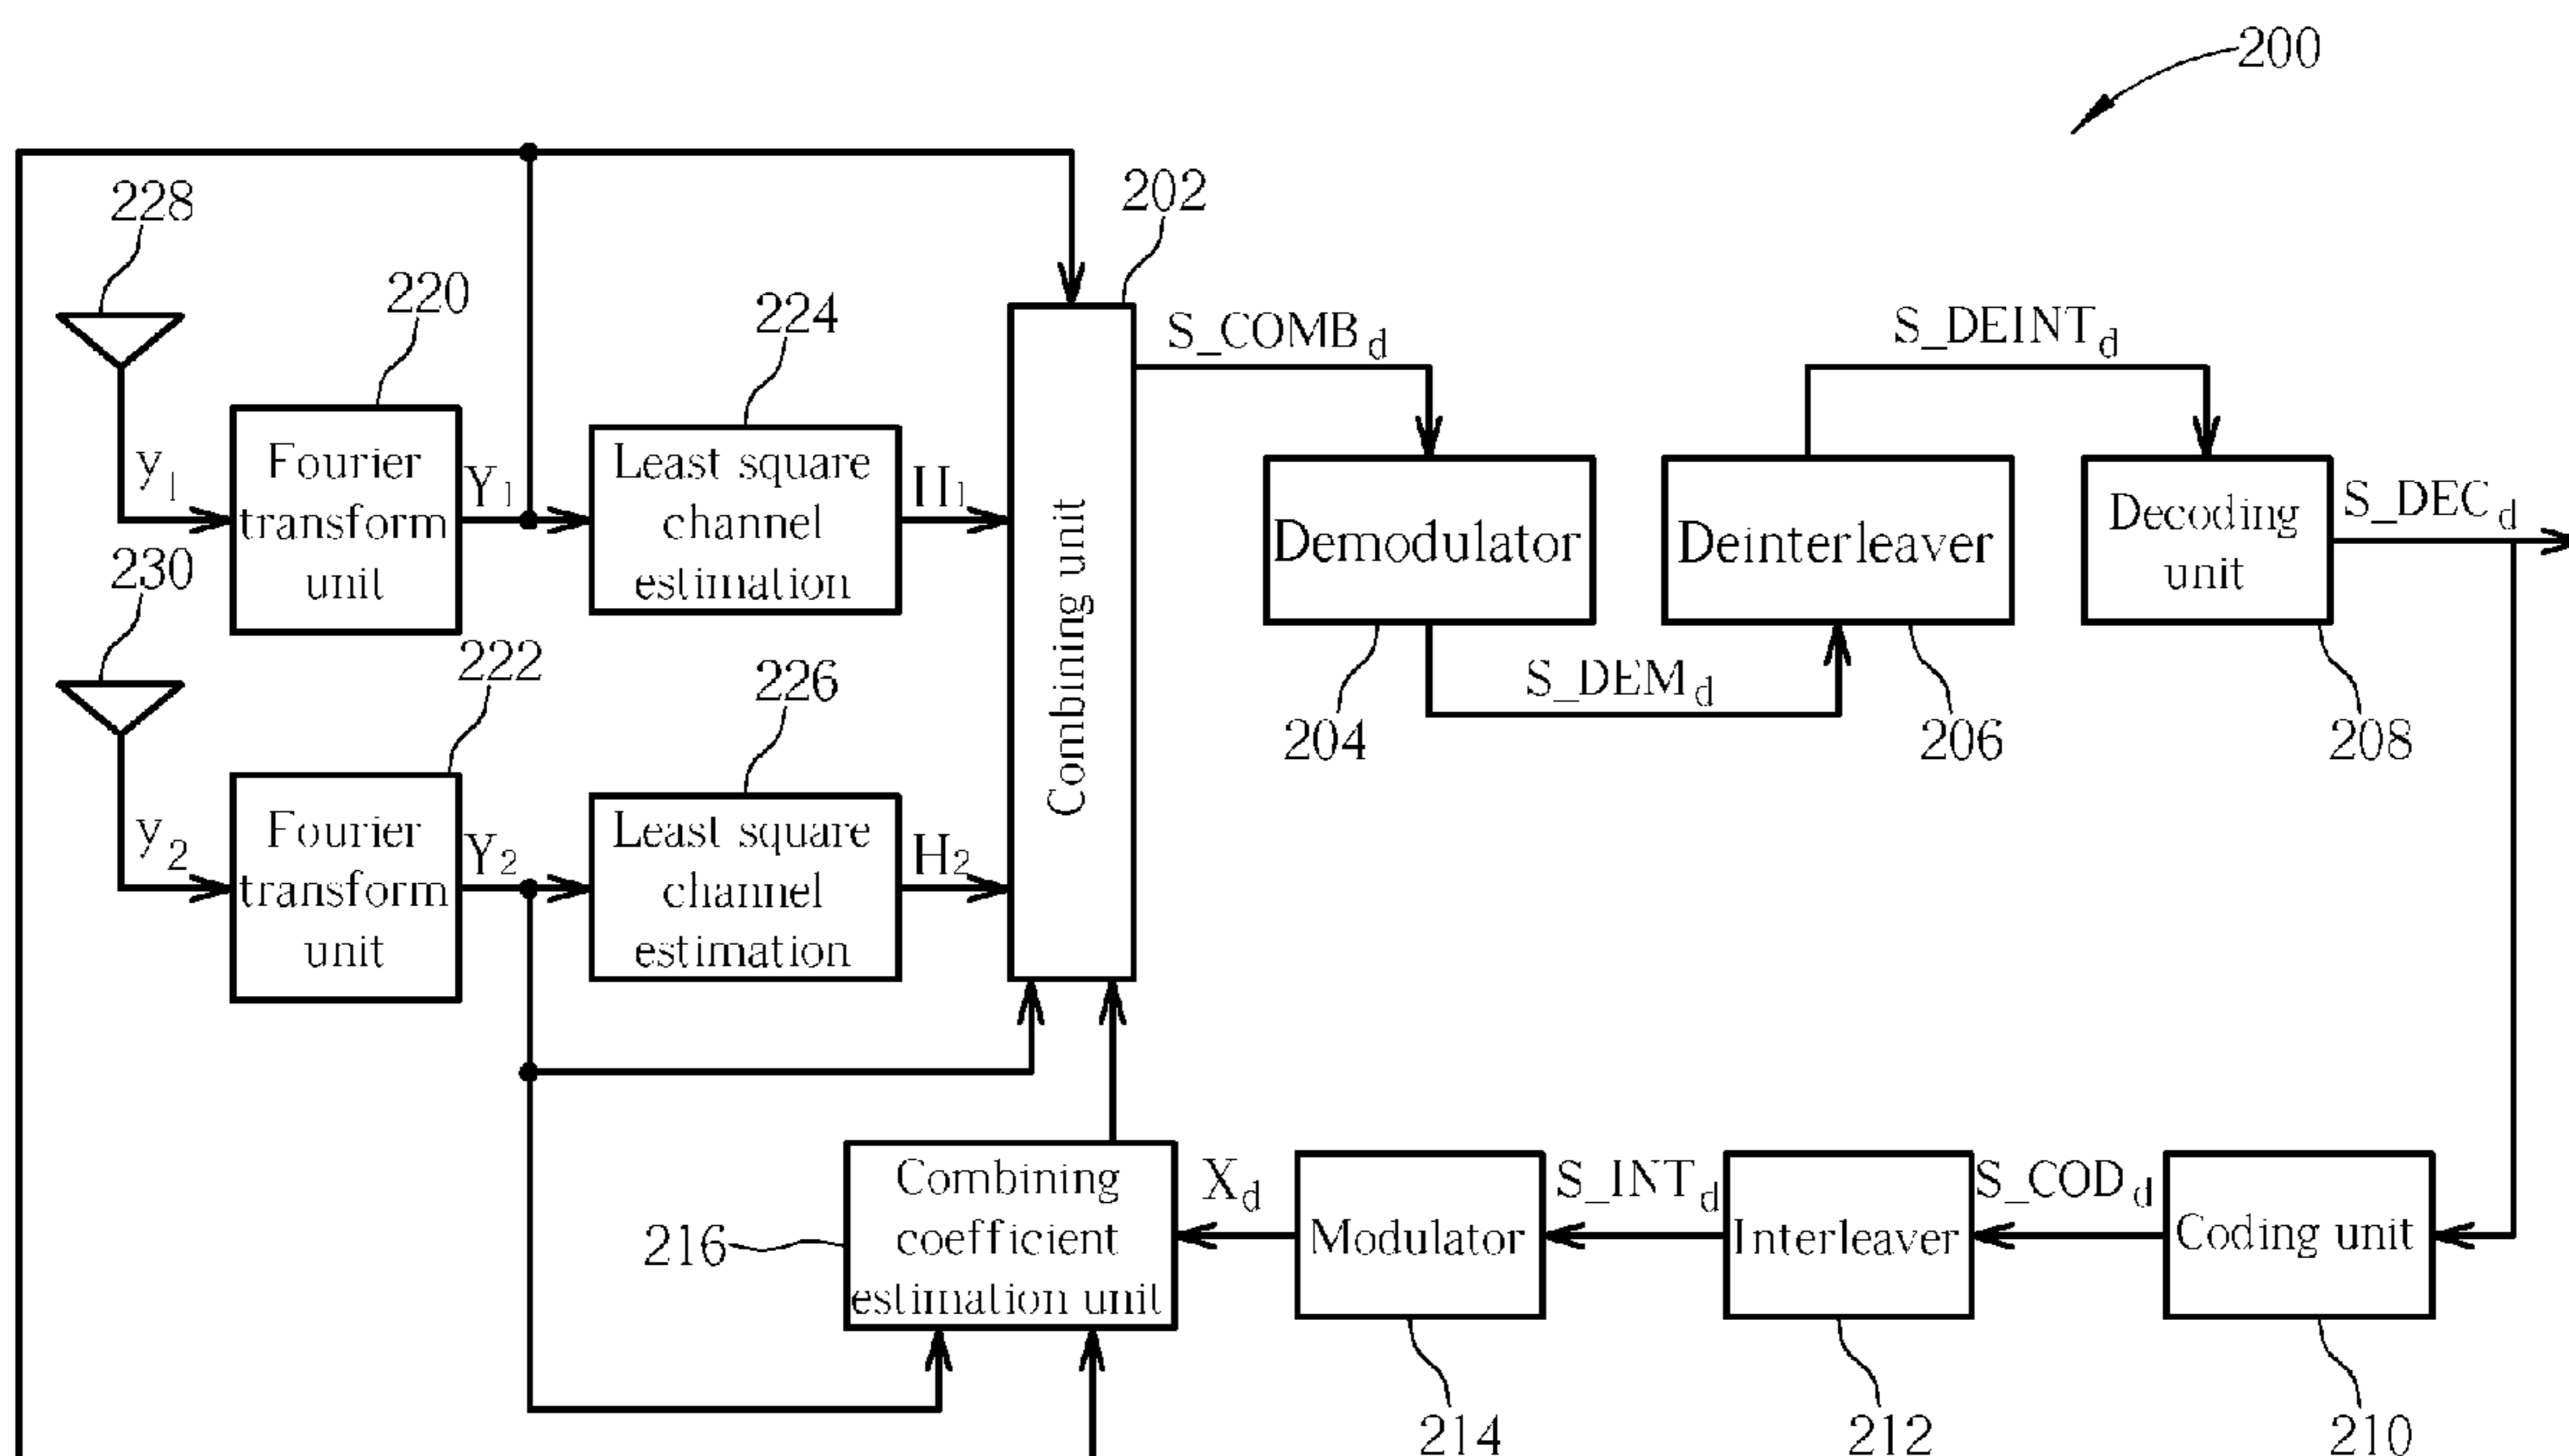 200
228
202
220
224
S_COMBd
S_DEINTd
y1
Fourier
transform
unit
Y1
Least square
channel
estimation
H1
Combining unit
Demodulator
Deinterleaver
Decoding
unit
S_DECd
230
222
226
S_DEMd
204
206
208
y2
Fourier
transform
unit
Y2
Least square
channel
estimation
H2
216
Combining
coefficient
estimation unit
Xd
Modulator
S_INTd
Interleaver
S_CODd
Coding unit
214
212
210